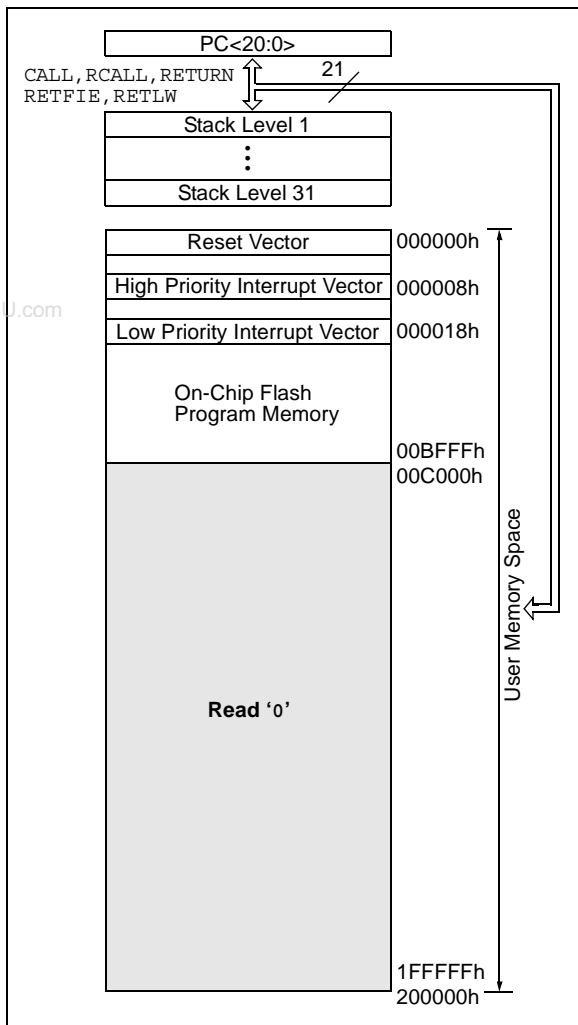 PC<20:0>
CALL,RCALL,RETURN
RETFIE,RETLW
21
Stack Level 1
Stack Level 31
Reset Vector
000000h
High Priority Interrupt Vector
000008h
U.com
Low Priority Interrupt Vector
000018h
On-Chip Flash
Program Memory
00BFFFh
00C000h
User Memory Space
Read ‘0’
1FFFFFh
200000h